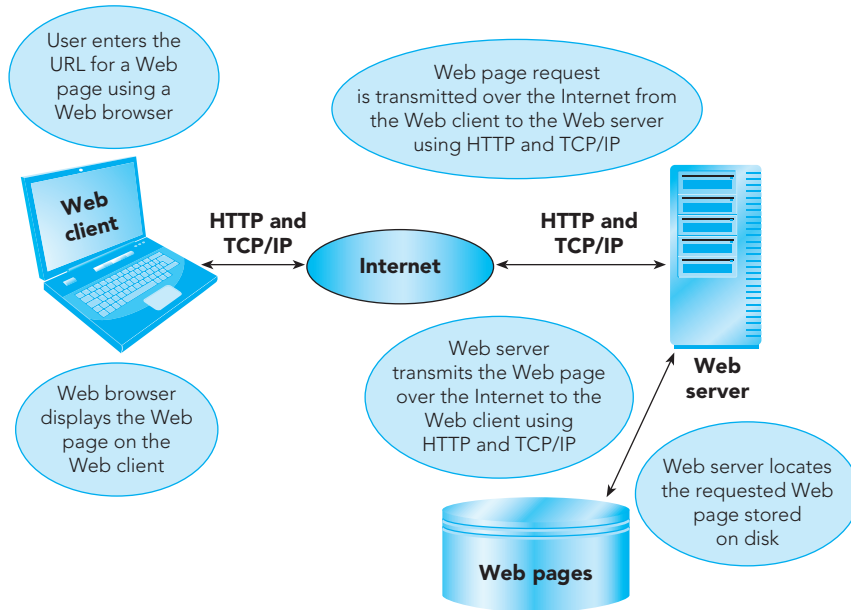 User enters the
URL for a Web
page using a
Web browser
Web page request
is transmitted over the Internet from
the Web client to the Web server
using HTTP and TCP/IP
Web
client
HTTP and
TCP/IP
Internet
HTTP and
TCP/IP
Web
server
Web browser
displays the Web
page on the
Web client
Web server
transmits the Web page
over the Internet to the
Web client using
HTTP and TCP/IP
Web server locates
the requested Web
page stored
on disk
Web pages